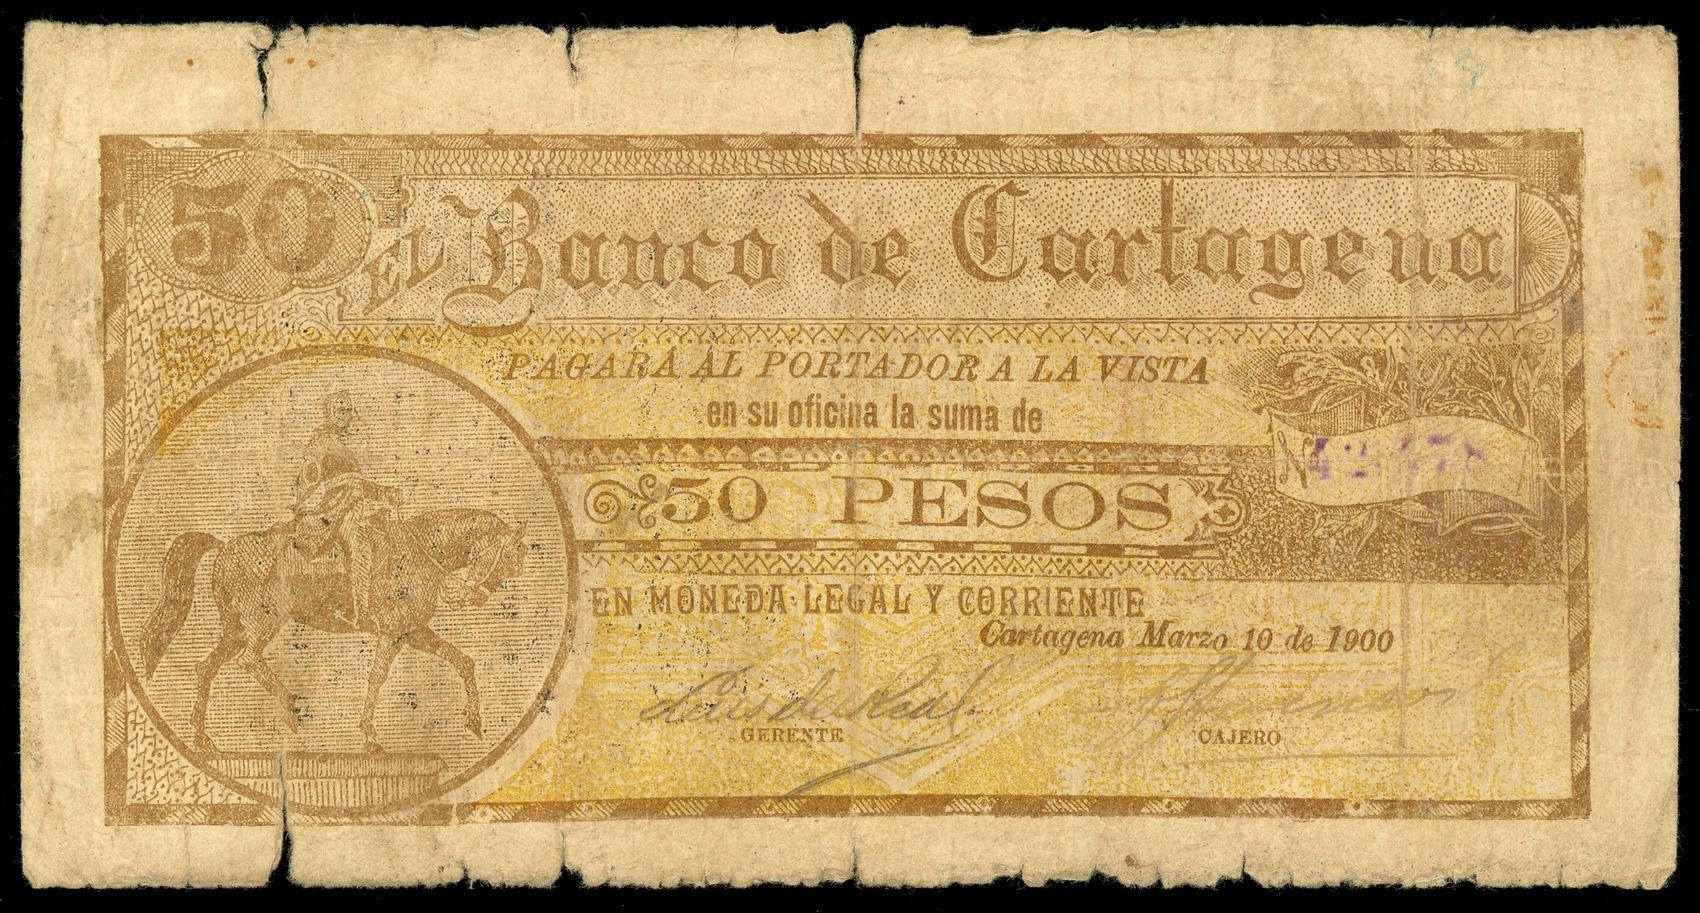 50
El Banco de Cartagena
PAGARÁ AL PORTADOR A LA VISTA
en su oficina la suma de
50 PESOS
EN MONEDA LEGAL Y CORRIENTE
Cartagena Marzo 10 de 1900
GERENTE
CAJERO